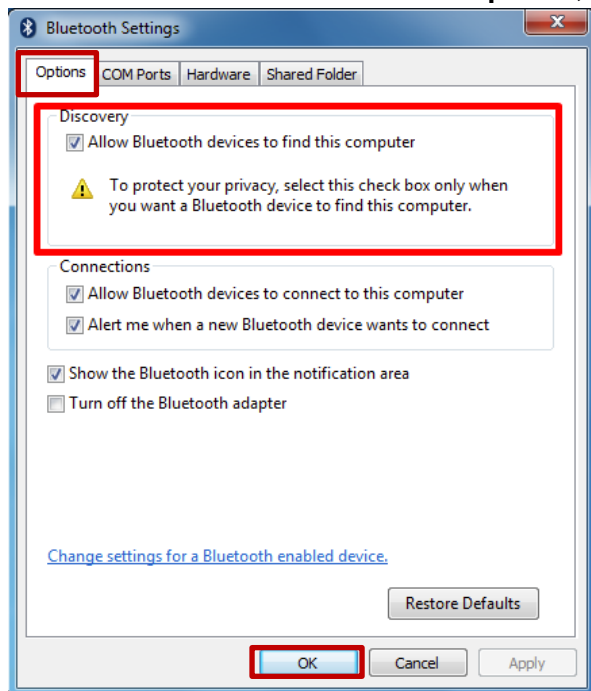 Bluetooth Settings
Options COM Ports Hardware Shared Folder
Discovery
Allow Bluetooth devices to find this computer
To protect your privacy, select this check box only when
you want a Bluetooth device to find this computer.
Connections
Allow Bluetooth devices to connect to this computer
Alert me when a new Bluetooth device wants to connect
Show the Bluetooth icon in the notification area
Turn off the Bluetooth adapter
Change settings for a Bluetooth enabled device.
Restore Defaults
OK Cancel Apply